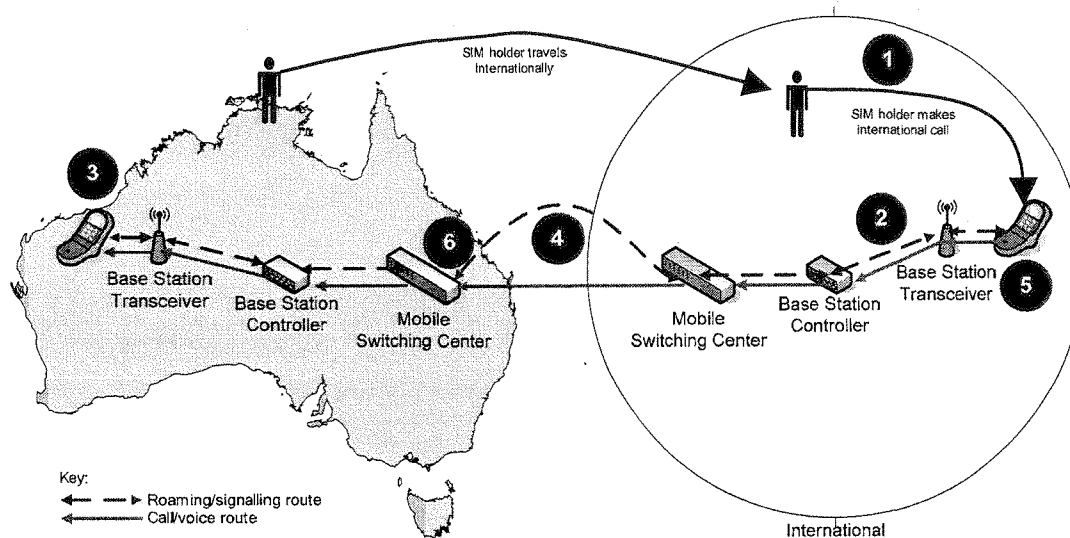 SIM holder travels
Internationally
1
SIM holder makes
international call
3
2
6
4
5
Base Station
Transceiver
Base Station
Controller
Mobile
Switching Center
Mobile
Switching Center
Base Station
Controller
Base Station
Transceiver
Key:
Roaming/signalling route
Call/voice route
International